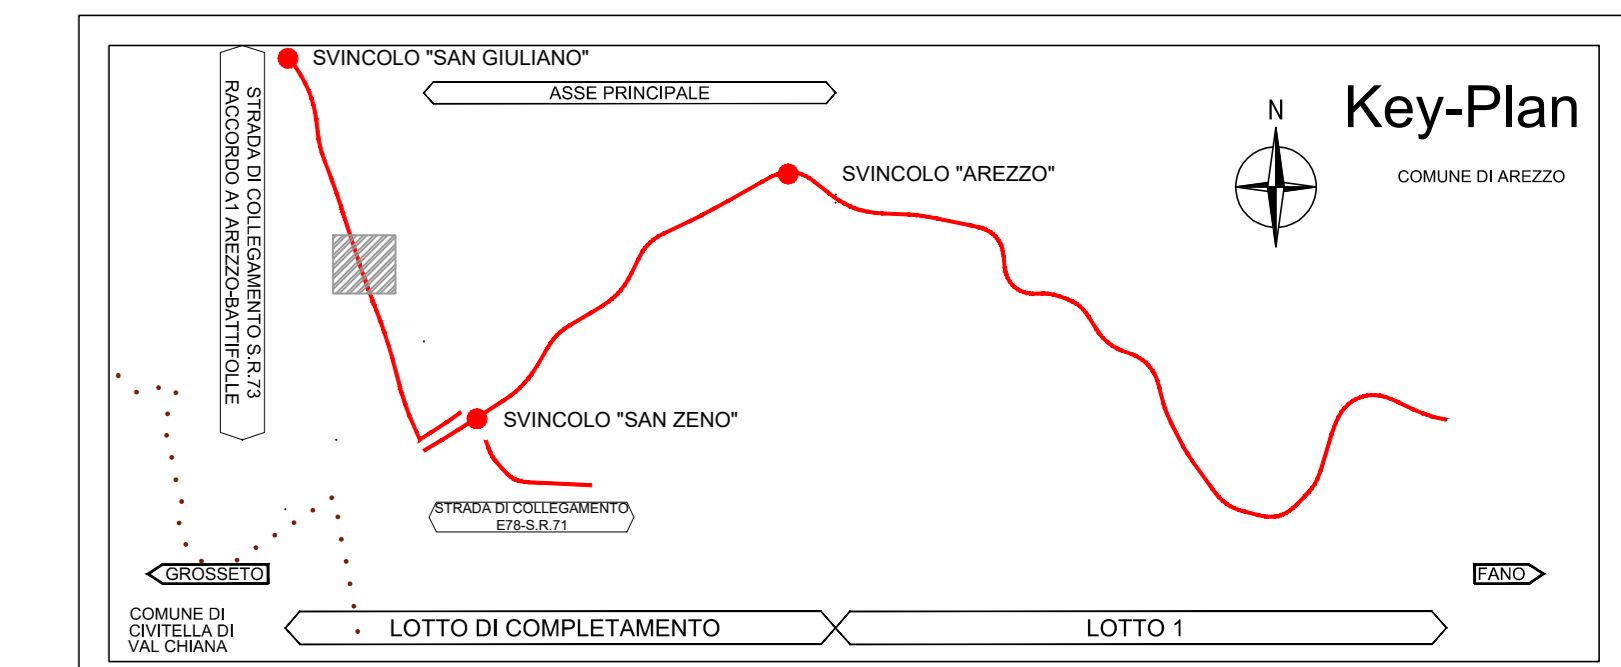 SVINCOLO "SAN GIULIANO"
ASSE PRINCIPALE
Key-Plan
N
COMUNE DI AREZZO
SVINCOLO "AREZZO"
STRADA DI COLLEGAMENTO S.R.73
RACCORDO A1 AREZZO-BATTIFOLLE
SVINCOLO "SAN ZENO"
STRADA DI COLLEGAMENTO
E78-S.R.71
GROSSETO
FANO
COMUNE DI
CIVITELLA DI
VAL CHIANA
LOTTO DI COMPLETAMENTO
LOTTO 1